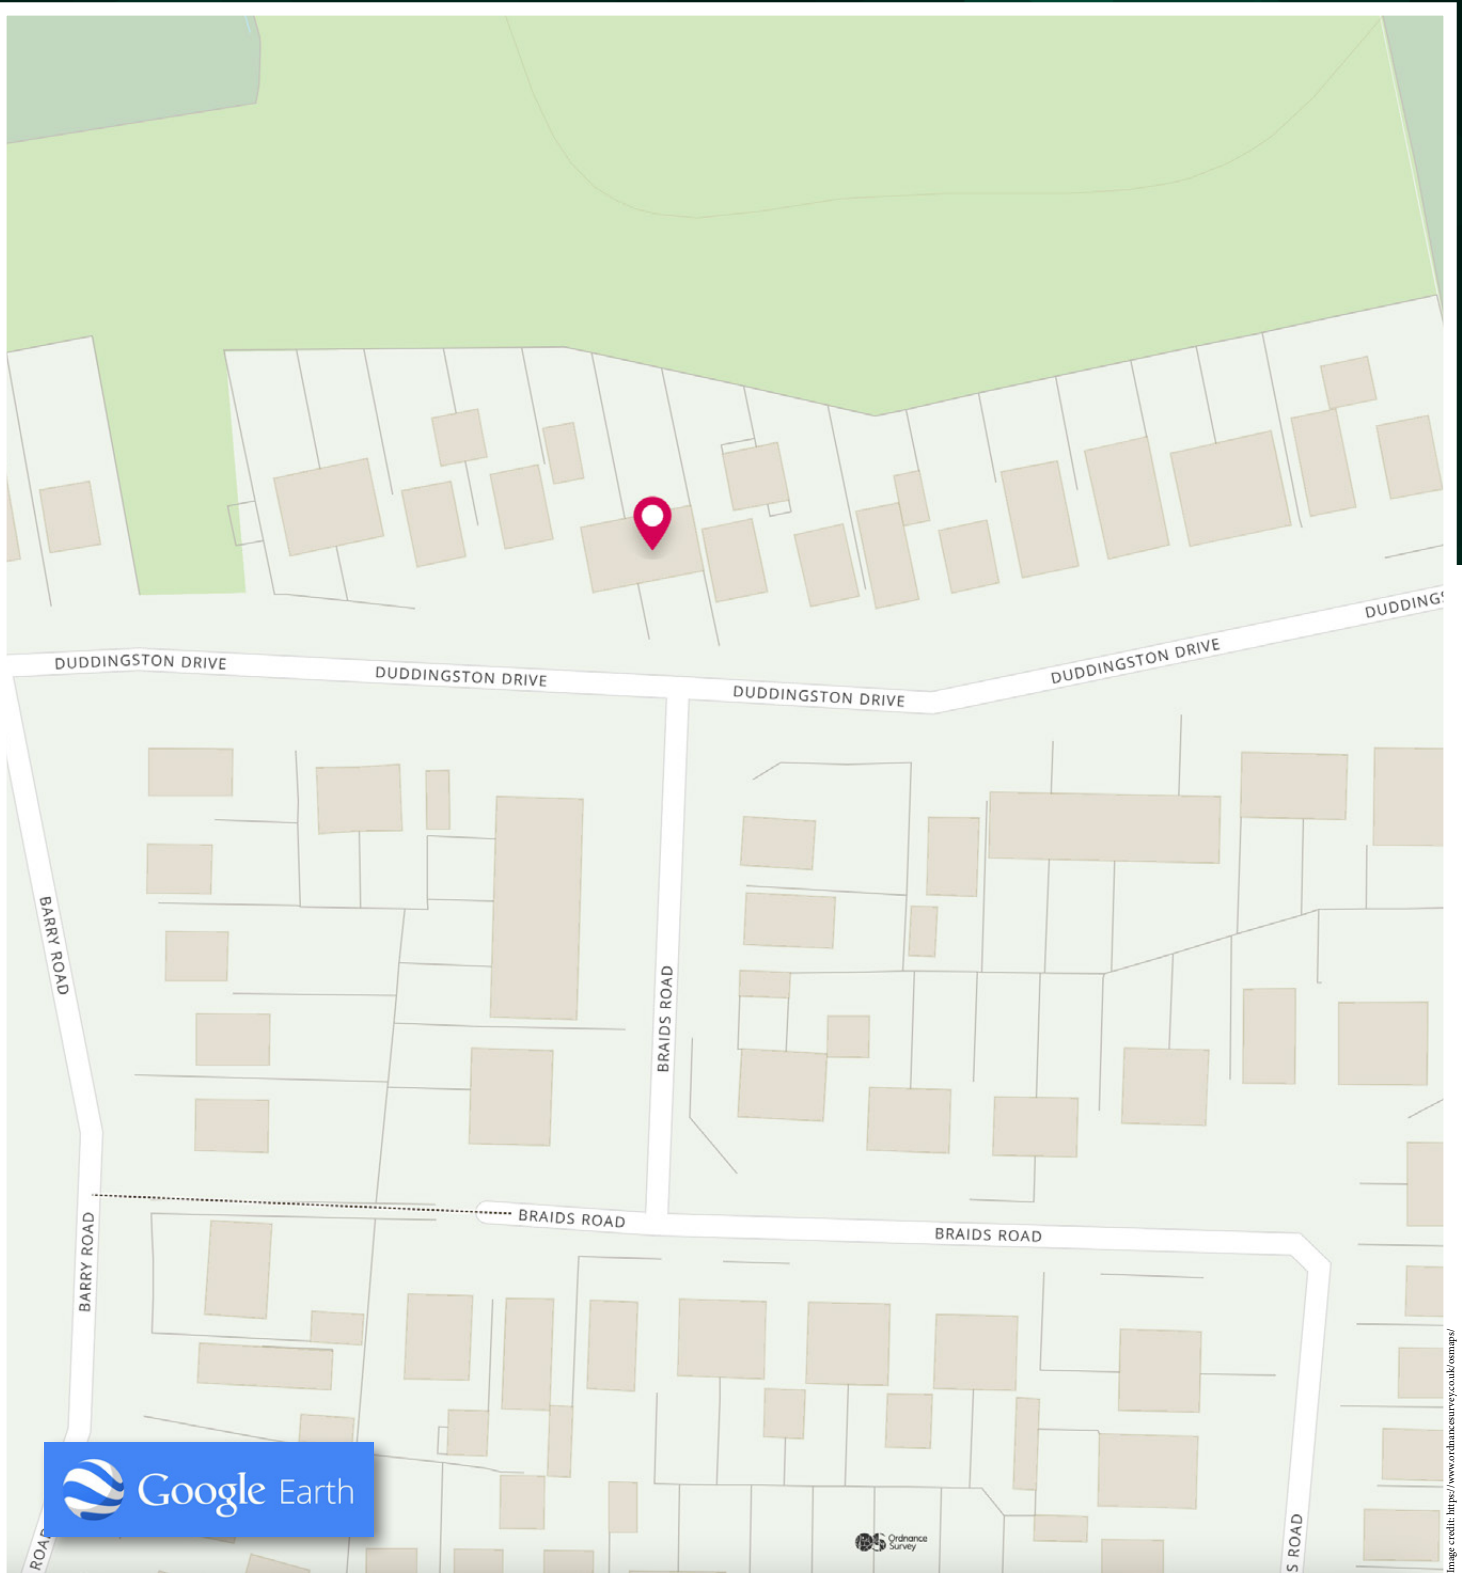 DUDDINGS
DUDDINGSTON DRIVE
DUDDINGSTON DRIVE
DUDDINGSTON DRIVE
DUDDINGSTON DRIVE
BARRY ROAD
BRAIDS ROAD
BRAIDS ROAD
BRAIDS ROAD
BARRY ROAD
Google Earth
Ordnance
Survey
ROAD
S ROAD
Image credit: https://www.ordnancesurvey.co.uk/osmaps/